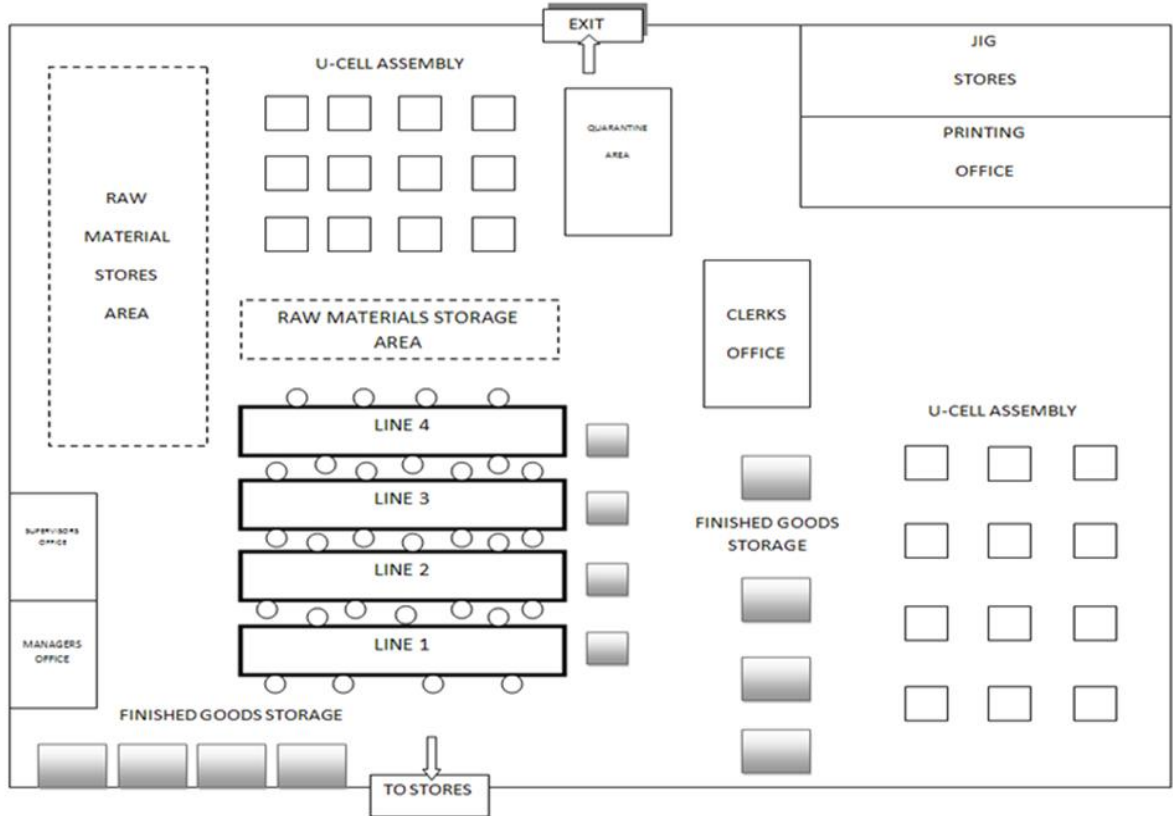 EXIT
U-CELL ASSEMBLY
JIG
STORES
QUARANTINE
AREA
PRINTING
OFFICE
RAW
MATERIAL
STORES
AREA
RAW MATERIALS STORAGE
AREA
CLERKS
OFFICE
LINE 4
U-CELL ASSEMBLY
LINE 3
FINISHED GOODS
STORAGE
SUPERVISORS
OFFICE
LINE 2
LINE 1
MANAGERS
OFFICE
FINISHED GOODS STORAGE
TO STORES